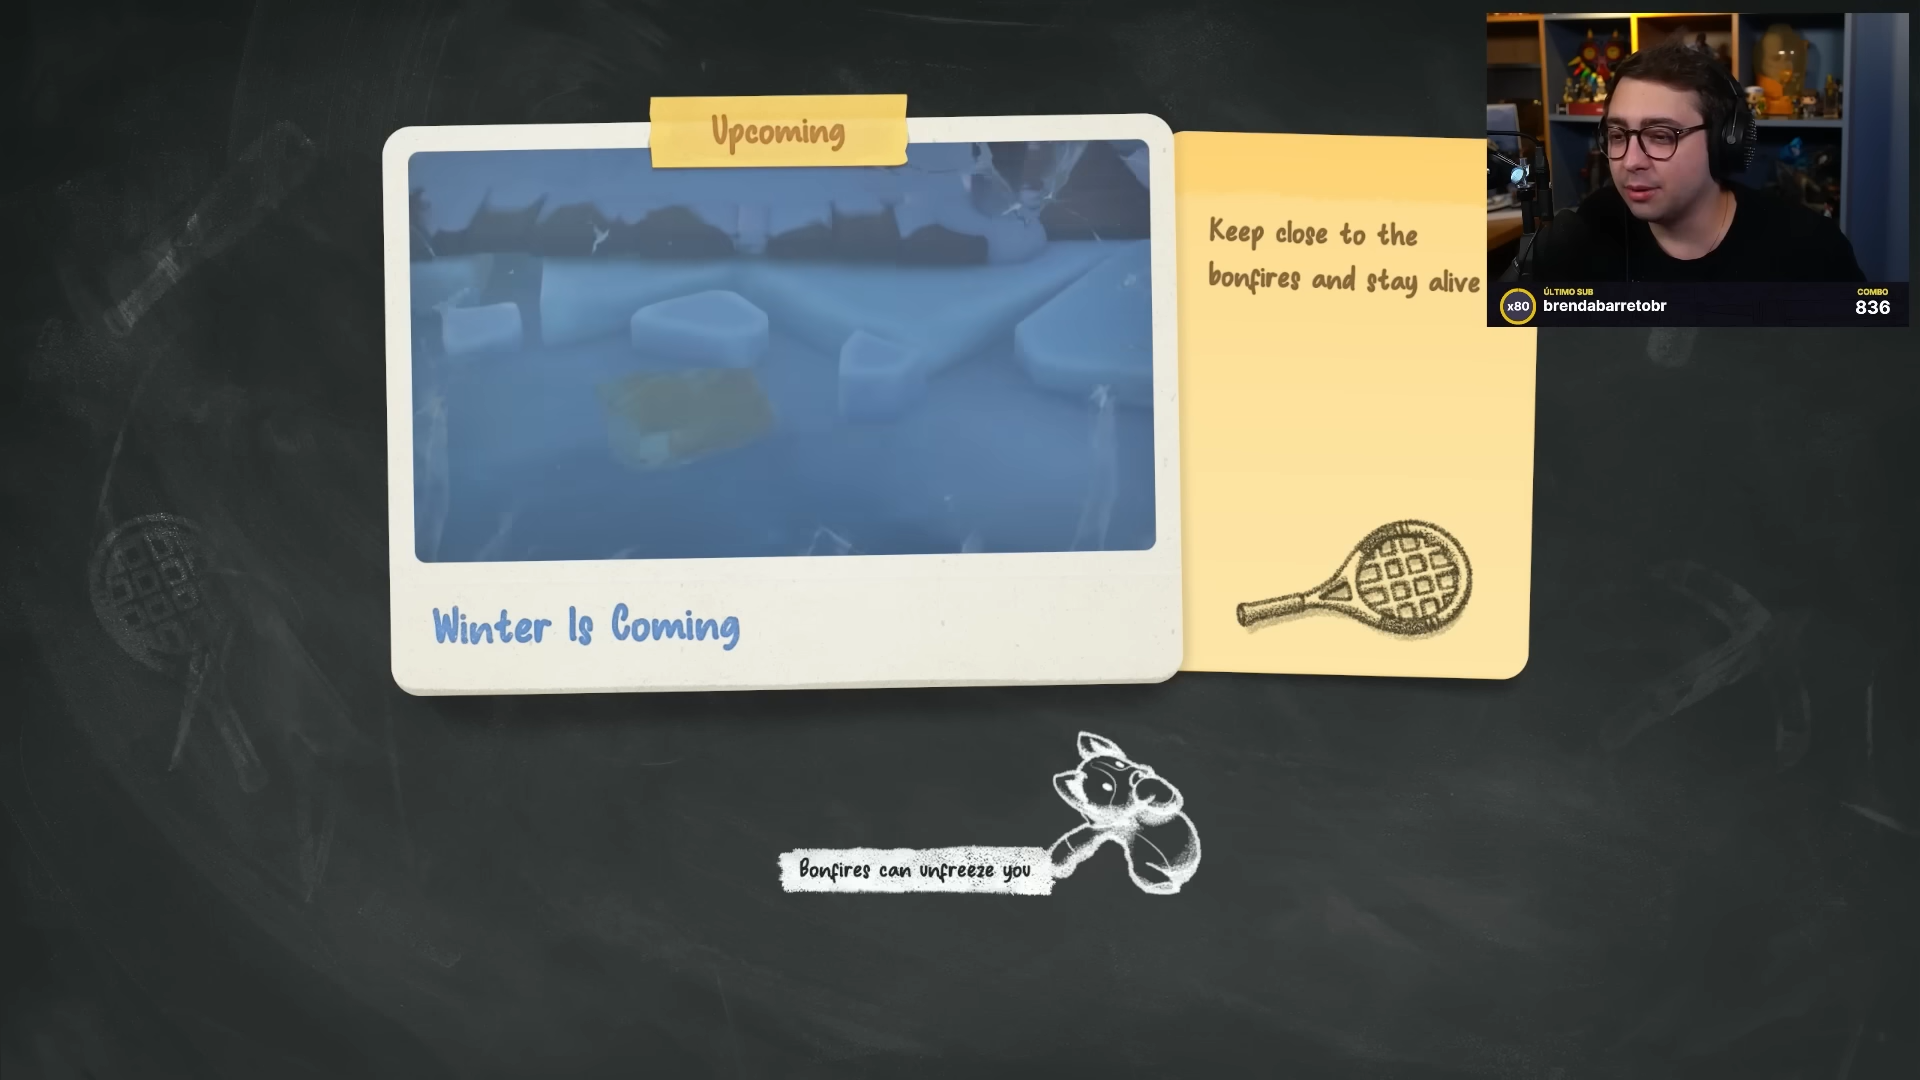 Upcoming
Keep close to the
bonfires and stay alive
Winter Is Coming
Bonfires can unfreeze you
x80
ÚLTIMO SUB
brendabarretobr
COMBO
836